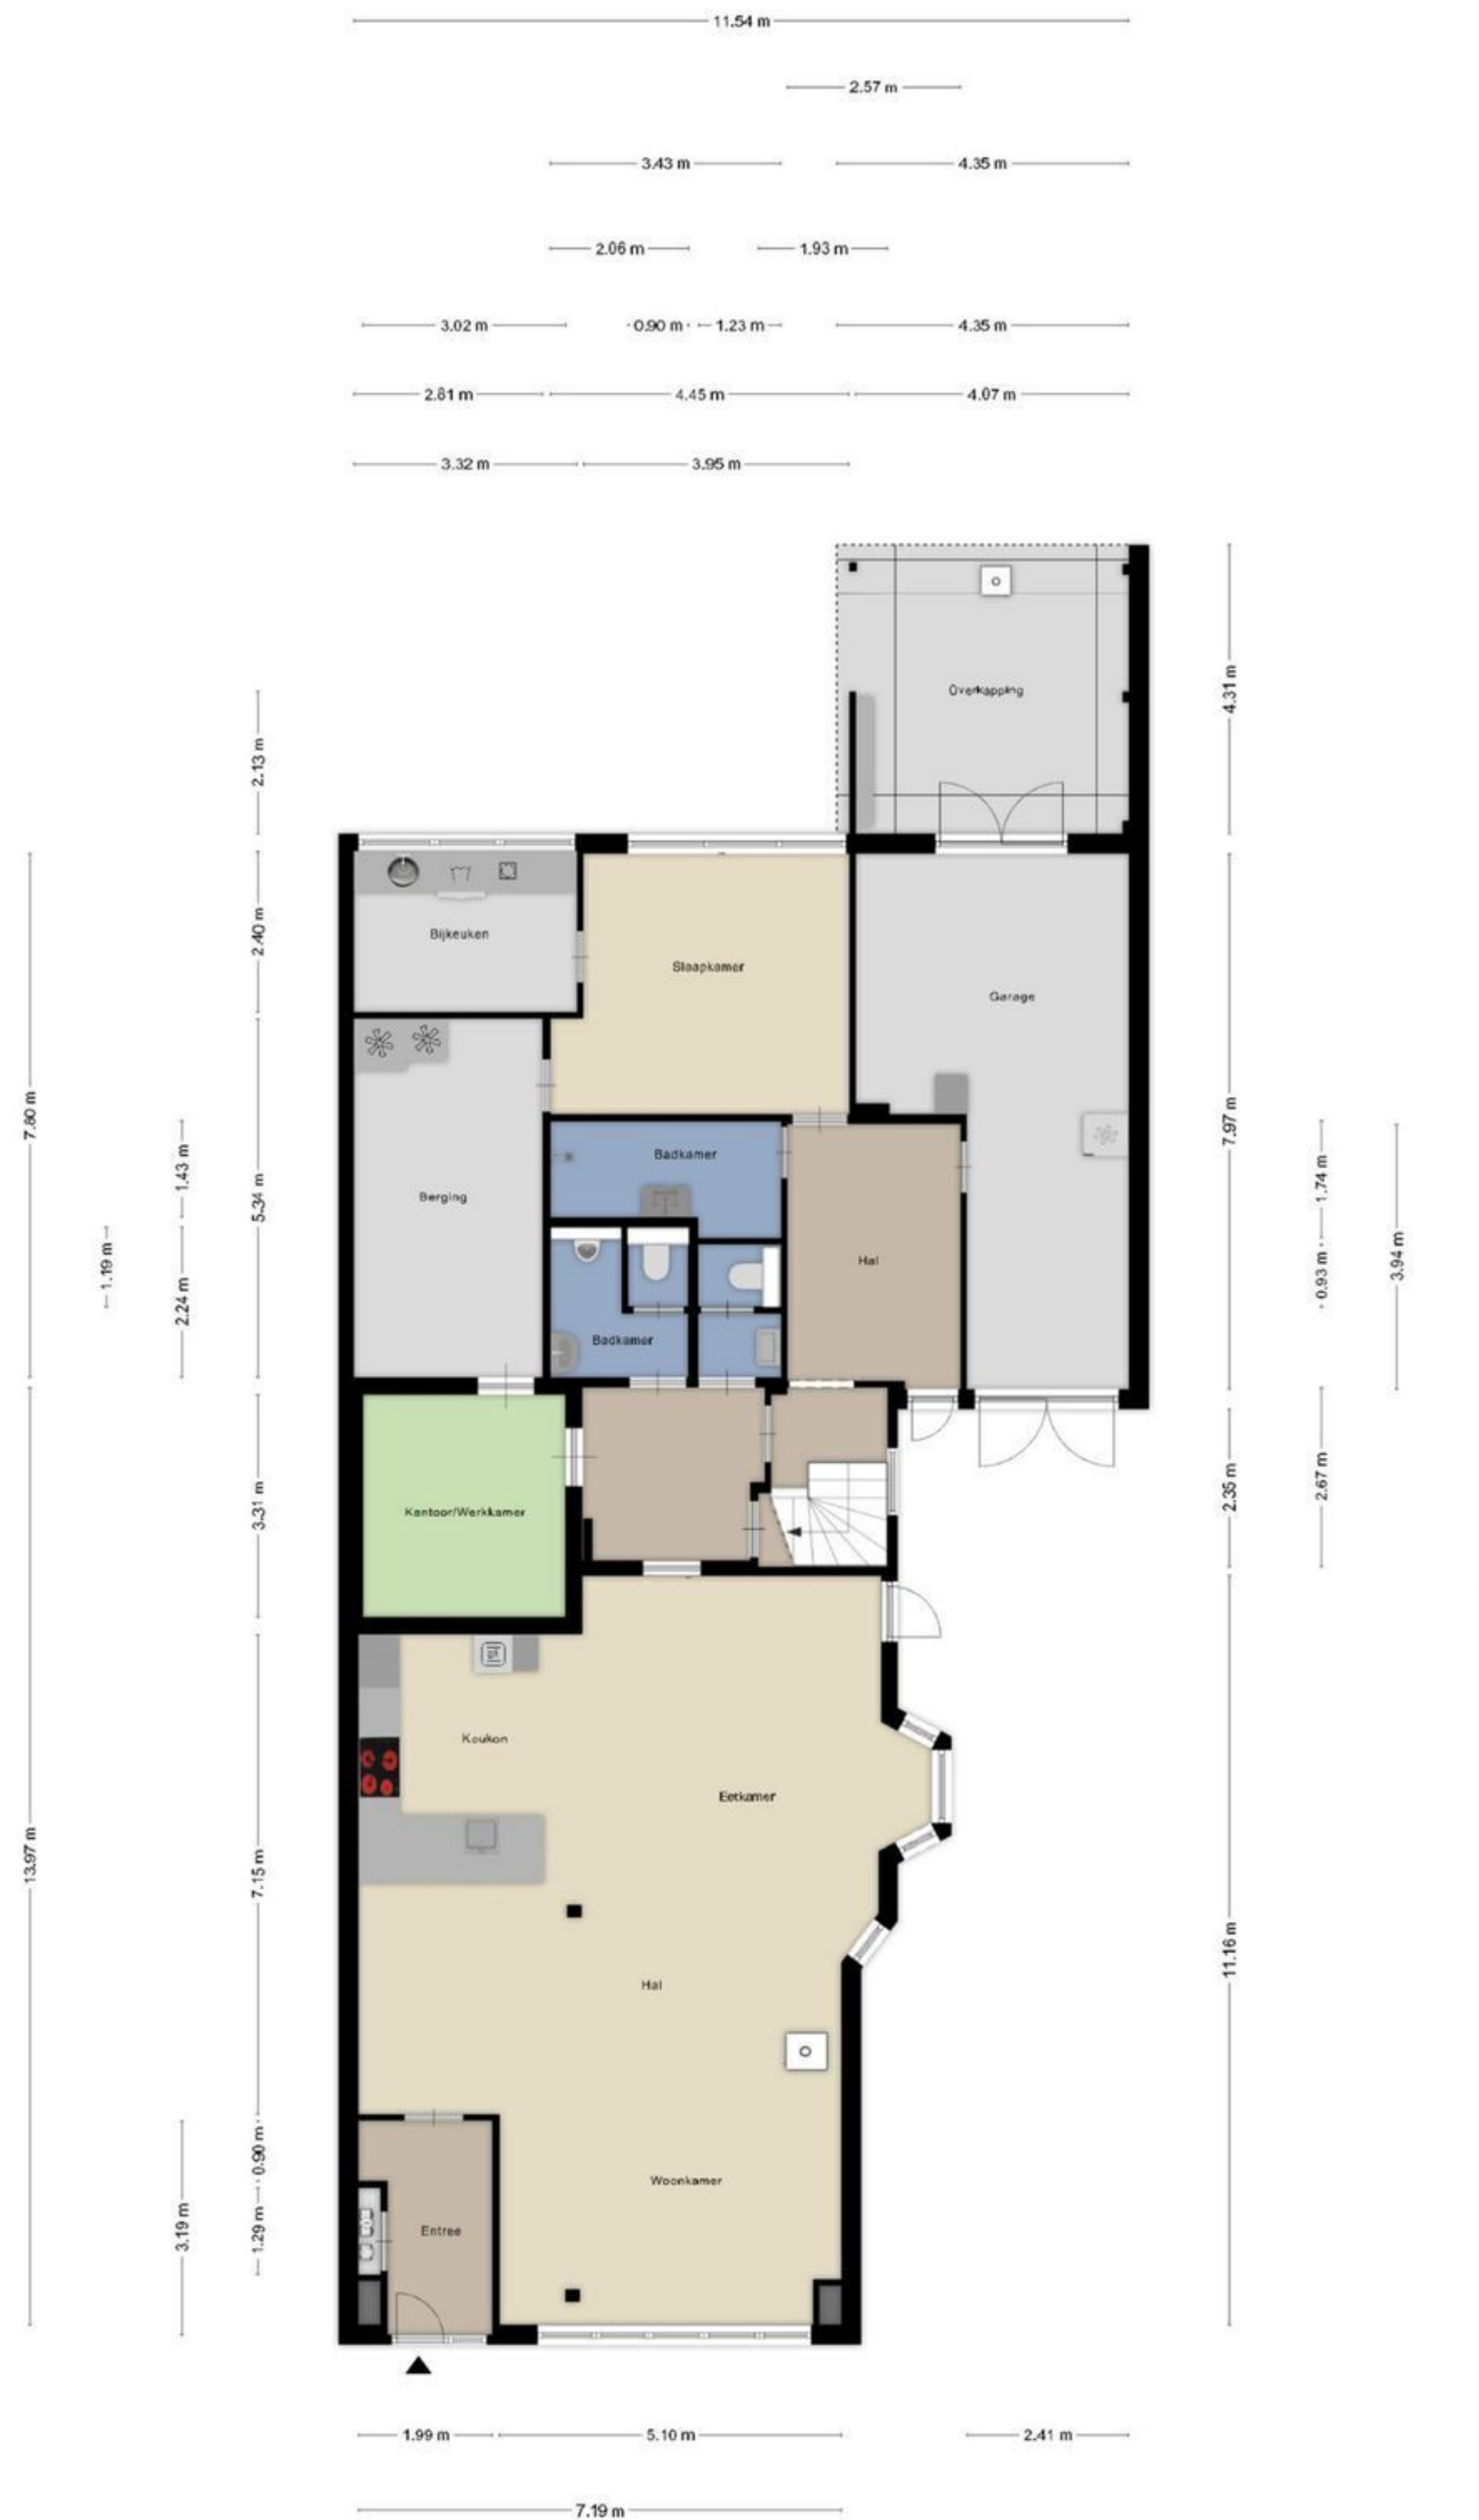 11.54 m
2.57 m
3.43 m
4.35 m
2.06 m
1.93 m
3.02 m
0.90 m
1.23 m
4.35 m
2.81 m
4.45 m
4.07 m
3.32 m
3.95 m
Overkapping
4.31 m
2.13 m
Bijkeuken
2.40 m
Slaapkamer
Garage
7.80 m
7.97 m
Badkamer
1.43 m
1.74 m
Berging
5.34 m
1.19 m
2.24 m
Hal
0.93 m
3.94 m
Badkamer
Kantoor/Werkkamer
3.31 m
2.35 m
2.67 m
Keuken
Eetkamer
13.97 m
7.15 m
11.16 m
Hal
0.90 m
Woonkamer
3.19 m
1.29 m
Entree
1.99 m
5.10 m
2.41 m
7.19 m